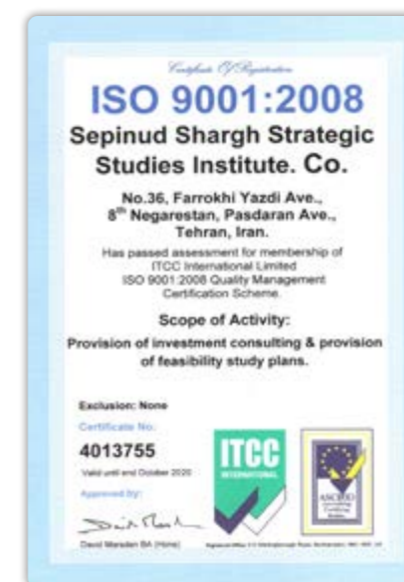 Certificate Of Registration
ISO 9001:2008
Sepinud Shargh Strategic
Studies Institute. Co.
No.36, Farrokhi Yazdi Ave.,
8th Negarestan, Pasdaran Ave.,
Tehran, Iran.
Has passed assessment for membership of
ITCC International Limited
ISO 9001:2008 Quality Management
Certification Scheme.
Scope of Activity:
Provision of investment consulting & provision
of feasibility study plans.
Exclusion: None
Certificate No.:
4013755
Valid until end October 2020
Approved by:
David Marsden BA (Hons)
ITCC
INTERNATIONAL